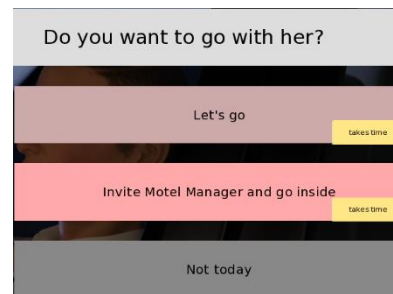 Do you want to go with her?
Let's go
takes time
Invite Motel Manager and go inside
takes time
Not today